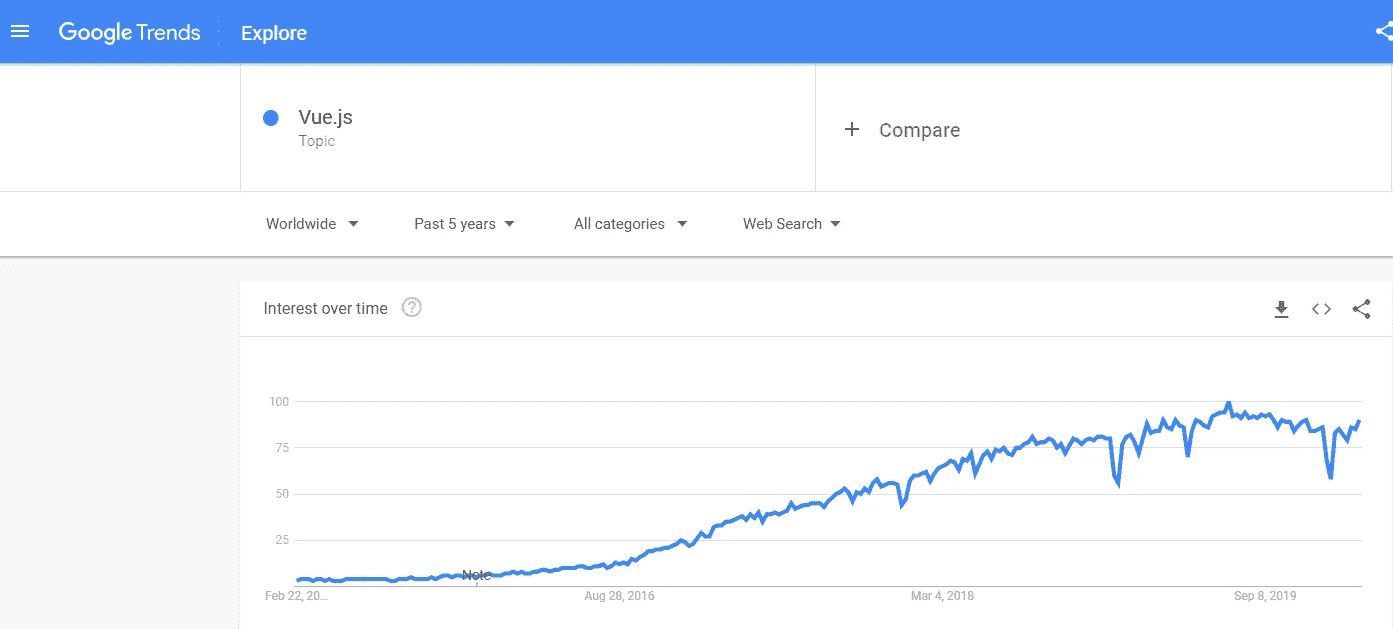 Google Trends
Explore
Vue.js
Topic
+ Compare
Worldwide
Past 5 years
All categories
Web Search
Interest over time
?
100
75
50
25
Note
Feb 22, 20...
Aug 28, 2016
Mar 4, 2018
Sep 8, 2019